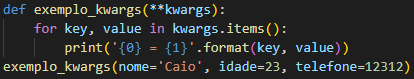 def exemplo_kwargs(**kwargs):
    for key, value in kwargs.items():
        print('{0} = {1}'.format(key, value))
exemplo_kwargs(nome='Caio', idade=23, telefone=12312)